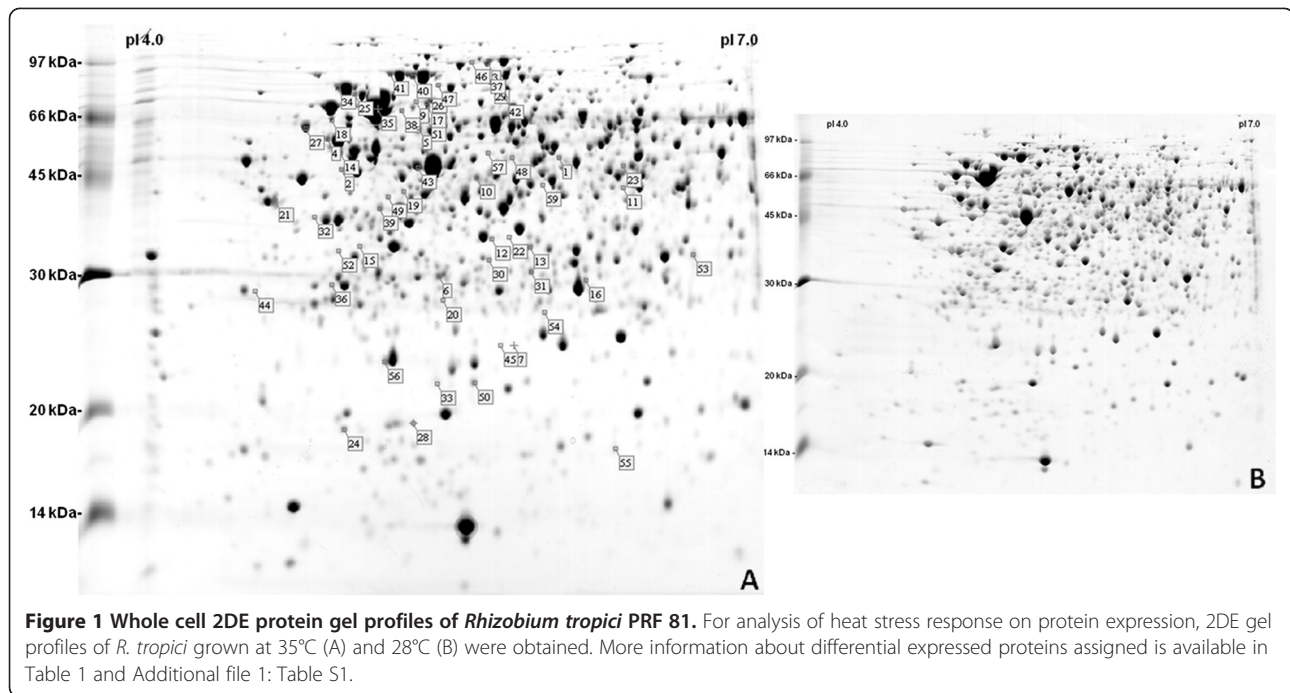 pI 4.0
pI 7.0
97 kDa
66 kDa
45 kDa
30 kDa
20 kDa
14 kDa
46
3
37
29
42
41
40
47
34
25
26
9
17
35
38
51
5
18
27
4
14
2
57
48
1
43
10
59
23
11
21
49
19
39
32
12
22
13
52
15
30
53
31
16
36
6
44
20
54
45
7
56
33
50
24
28
55
A
pI 4.0
pI 7.0
97 kDa
66 kDa
45 kDa
30 kDa
20 kDa
14 kDa
B
Figure 1 Whole cell 2DE protein gel profiles of Rhizobium tropici PRF 81. For analysis of heat stress response on protein expression, 2DE gel
profiles of R. tropici grown at 35°C (A) and 28°C (B) were obtained. More information about differential expressed proteins assigned is available in
Table 1 and Additional file 1: Table S1.